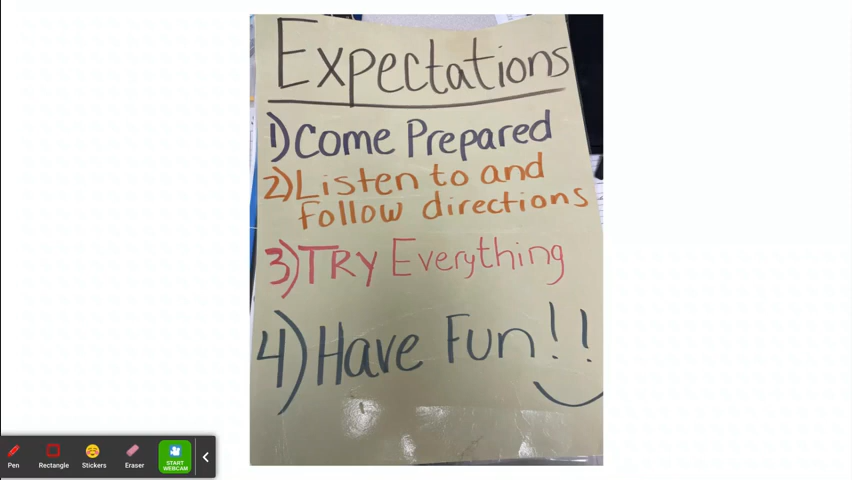 Expectations
1) Come Prepared
2) Listen to and
follow directions
3) TRY Everything
4) Have Fun!!
Pen
Rectangle
Stickers
Eraser
START
WEBCAM